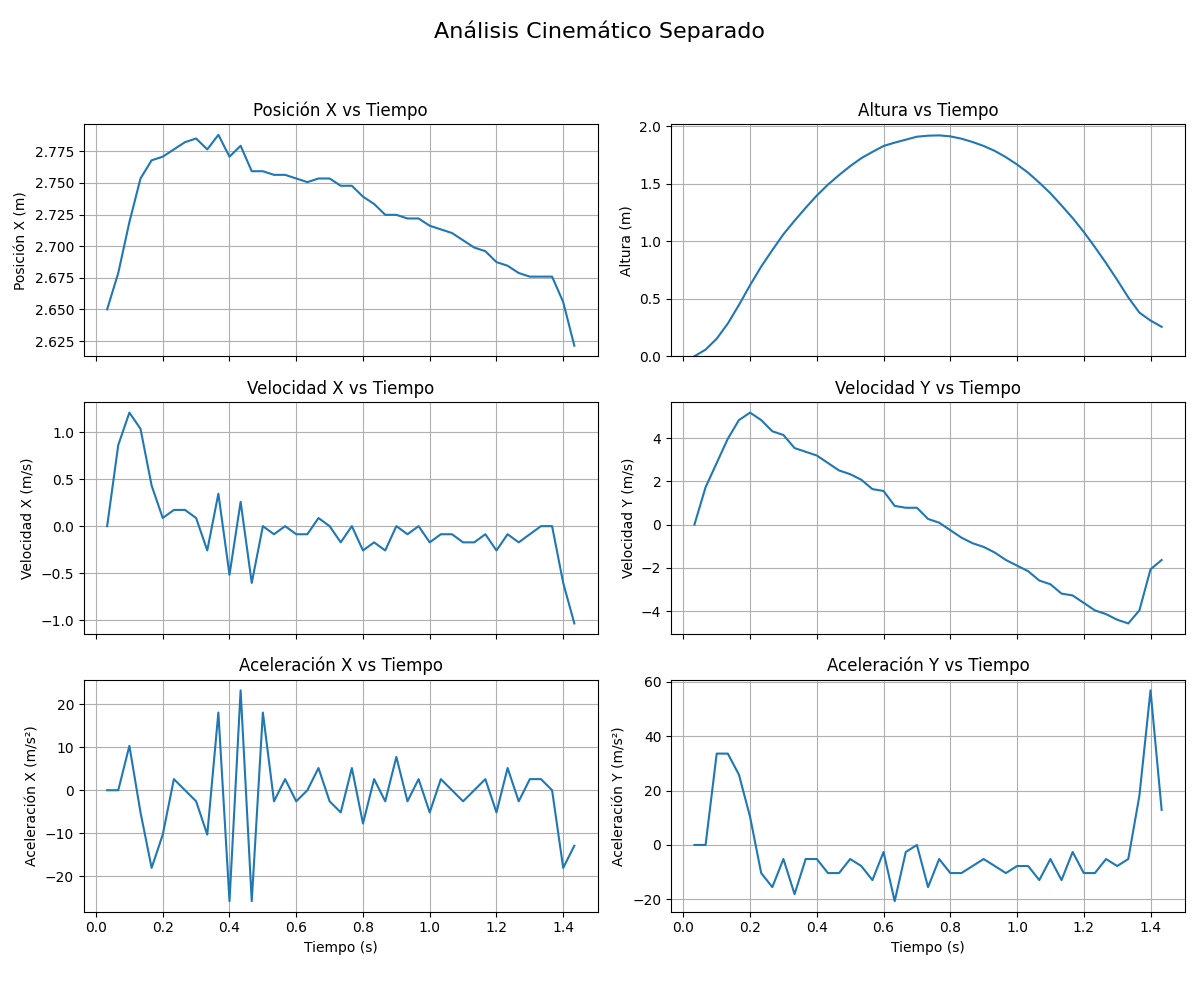 Análisis Cinemático Separado
Posición X vs Tiempo
Posición X (m)
2.775
2.750
2.725
2.700
2.675
2.650
2.625
Altura vs Tiempo
Altura (m)
2.0
1.5
1.0
0.5
0.0
Velocidad X vs Tiempo
Velocidad X (m/s)
1.0
0.5
0.0
−0.5
−1.0
Velocidad Y vs Tiempo
Velocidad Y (m/s)
4
2
0
−2
−4
Aceleración X vs Tiempo
Aceleración X (m/s²)
20
10
0
−10
−20
0.0 0.2 0.4 0.6 0.8 1.0 1.2 1.4
Tiempo (s)
Aceleración Y vs Tiempo
Aceleración Y (m/s²)
60
40
20
0
−20
0.0 0.2 0.4 0.6 0.8 1.0 1.2 1.4
Tiempo (s)